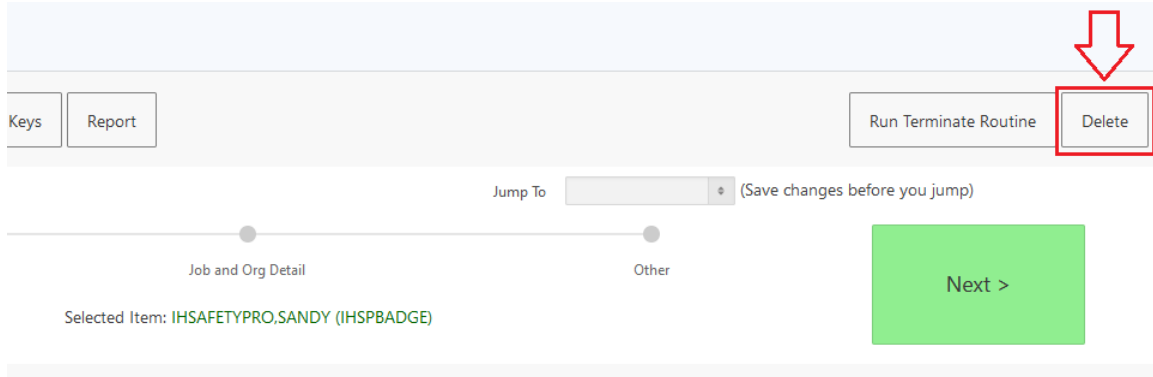 Keys Report Run Terminate Routine Delete
Jump To (Save changes before you jump)
Job and Org Detail Other
Next >
Selected Item: IHSAFETYPRO,SANDY (IHSPBADGE)